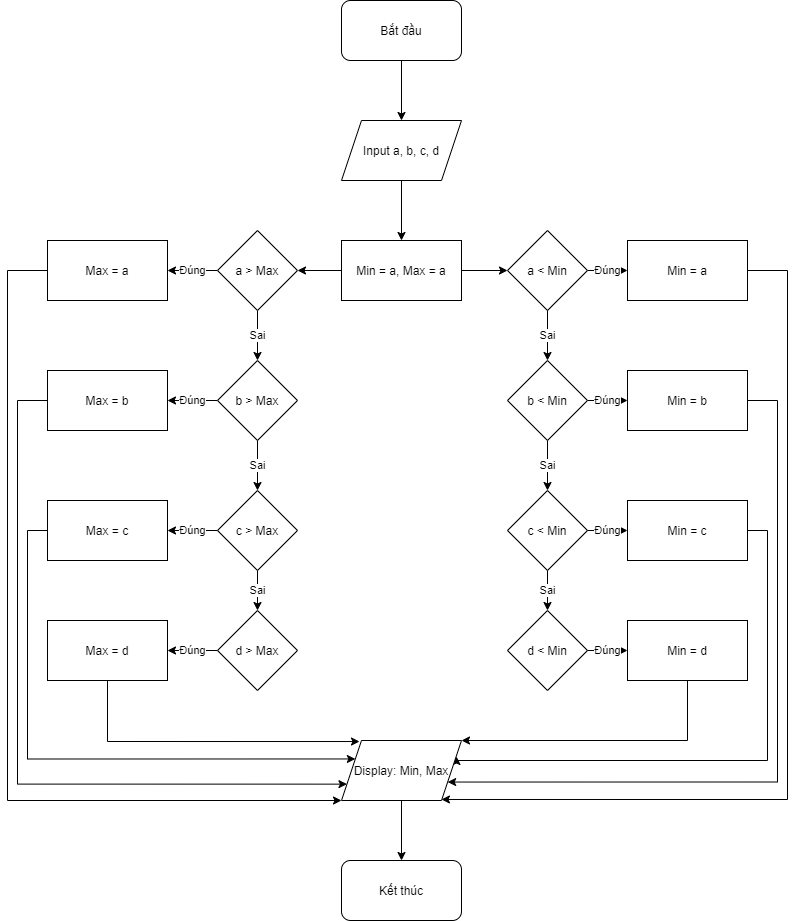 Bắt đầu
Input a, b, c, d
Max = a
Đúng
a > Max
Min = a, Max = a
a < Min
Đúng
Min = a
Sai
Sai
Max = b
Đúng
b > Max
b < Min
Đúng
Min = b
Sai
Sai
Max = c
Đúng
c > Max
c < Min
Đúng
Min = c
Sai
Sai
Max = d
Đúng
d > Max
d < Min
Đúng
Min = d
Display: Min, Max
Kết thúc